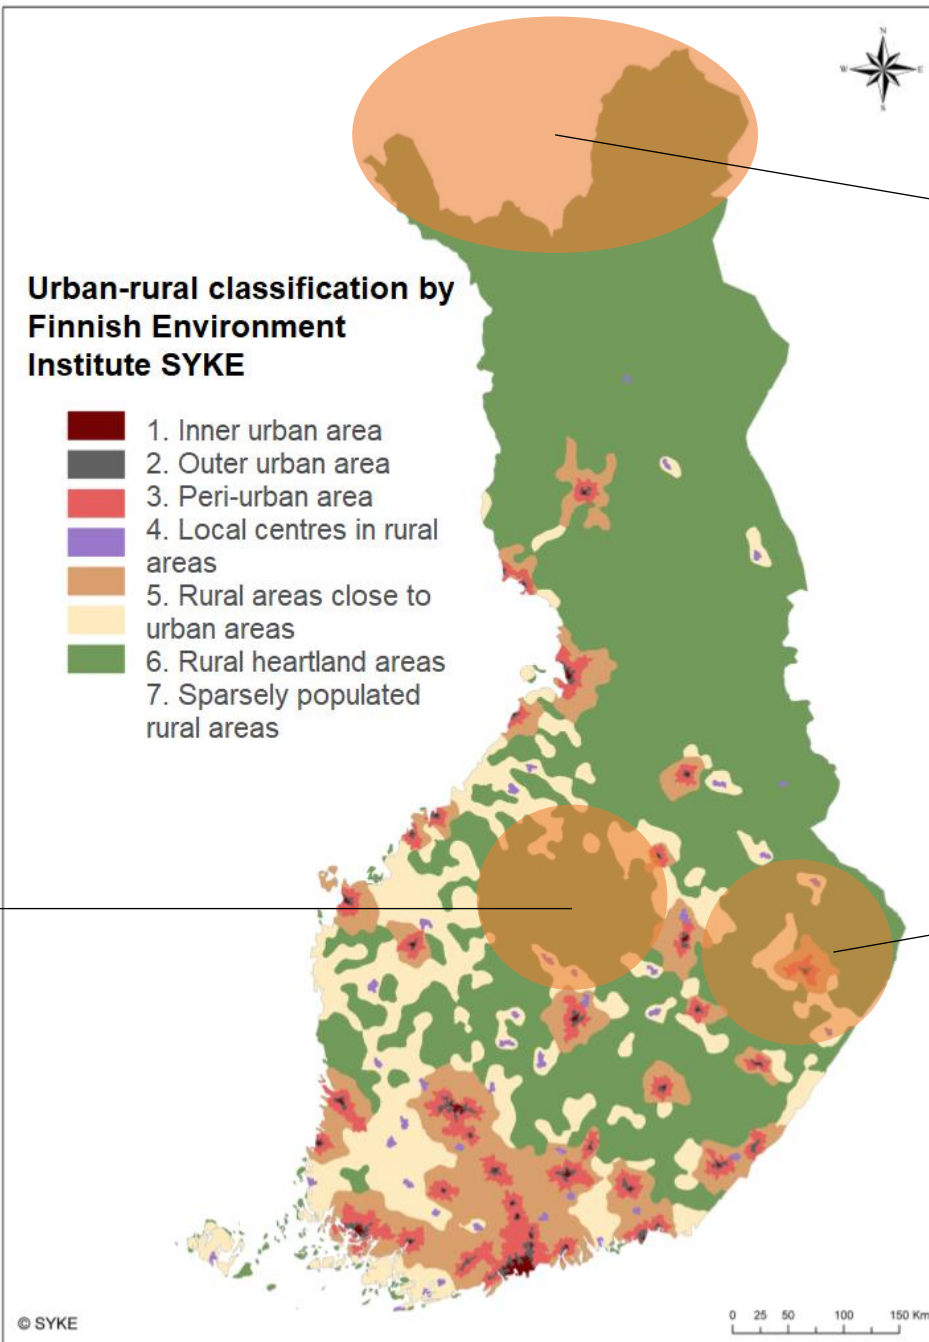 N
W
E
S
Urban-rural classification by
Finnish Environment
Institute SYKE
1. Inner urban area
2. Outer urban area
3. Peri-urban area
4. Local centres in rural
areas
5. Rural areas close to
urban areas
6. Rural heartland areas
7. Sparsely populated
rural areas
© SYKE
0 25 50 100 150 Km